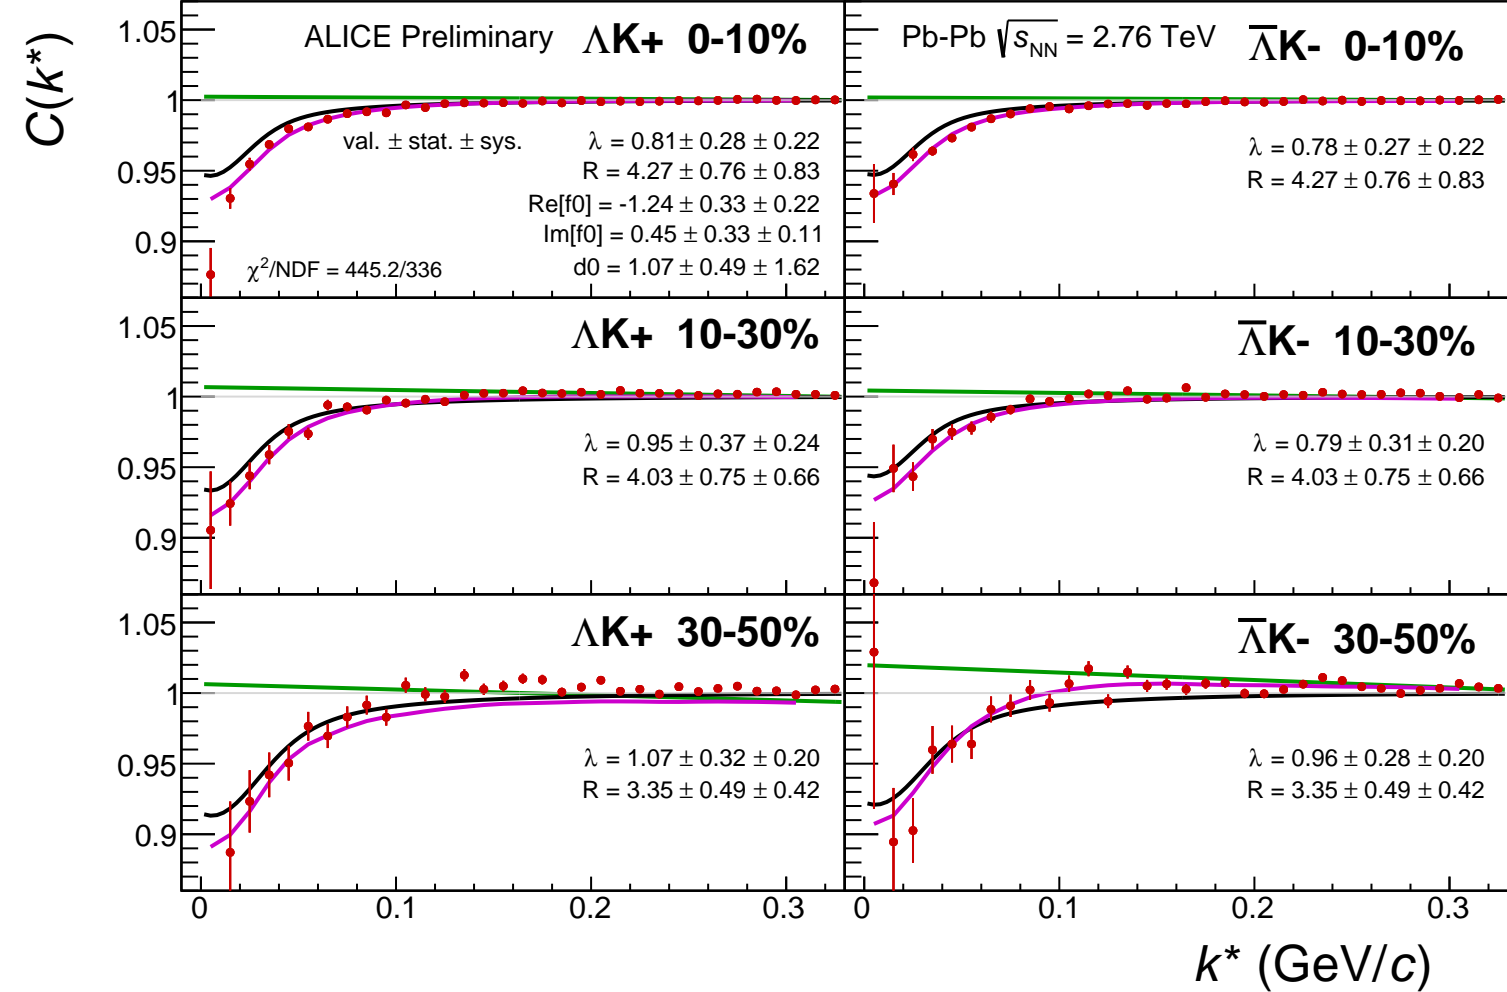 C(k*)
ALICE Preliminary ΛK+ 0-10%
val. ± stat. ± sys.
λ = 0.81± 0.28 ± 0.22
R = 4.27 ± 0.76 ± 0.83
Re[f0] = -1.24 ± 0.33 ± 0.22
Im[f0] = 0.45 ± 0.33 ± 0.11
d0 = 1.07 ± 0.49 ± 1.62
χ²/NDF = 445.2/336
1.05
1
0.95
0.9
Pb-Pb √s_NN = 2.76 TeV Λ̅K- 0-10%
λ = 0.78 ± 0.27 ± 0.22
R = 4.27 ± 0.76 ± 0.83
ΛK+ 10-30%
λ = 0.95 ± 0.37 ± 0.24
R = 4.03 ± 0.75 ± 0.66
1.05
1
0.95
0.9
Λ̅K- 10-30%
λ = 0.79 ± 0.31 ± 0.20
R = 4.03 ± 0.75 ± 0.66
ΛK+ 30-50%
λ = 1.07 ± 0.32 ± 0.20
R = 3.35 ± 0.49 ± 0.42
1.05
1
0.95
0.9
Λ̅K- 30-50%
λ = 0.96 ± 0.28 ± 0.20
R = 3.35 ± 0.49 ± 0.42
0 0.1 0.2 0.3 0 0.1 0.2 0.3
k* (GeV/c)